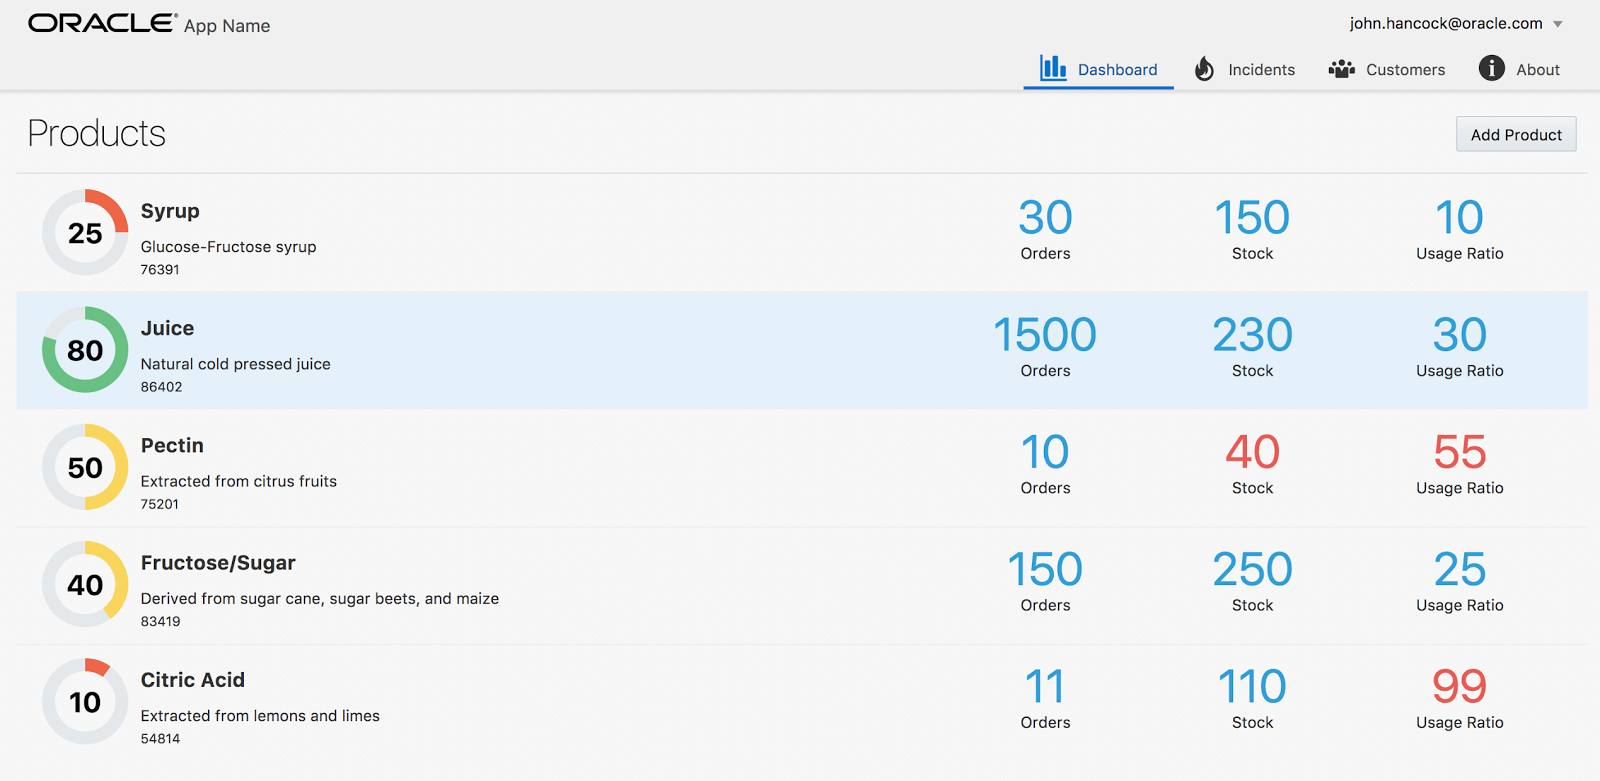 ORACLE® App Name
john.hancock@oracle.com
Dashboard Incidents Customers About
Products
Add Product
25
Syrup
Glucose-Fructose syrup
76391
30 150 10
Orders Stock Usage Ratio
80
Juice
Natural cold pressed juice
86402
1500 230 30
Orders Stock Usage Ratio
50
Pectin
Extracted from citrus fruits
75201
10 40 55
Orders Stock Usage Ratio
40
Fructose/Sugar
Derived from sugar cane, sugar beets, and maize
83419
150 250 25
Orders Stock Usage Ratio
10
Citric Acid
Extracted from lemons and limes
54814
11 110 99
Orders Stock Usage Ratio